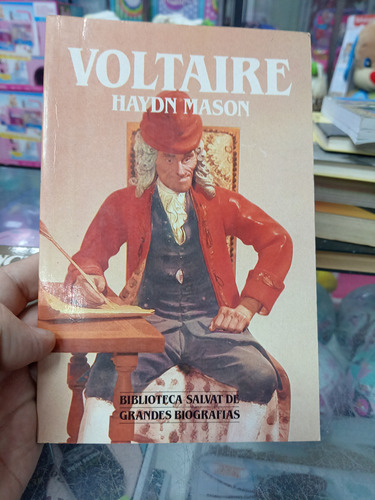 VOLTAIRE
HAYDN MASON
BIBLIOTECA SALVAT DE
GRANDES BIOGRAFIAS